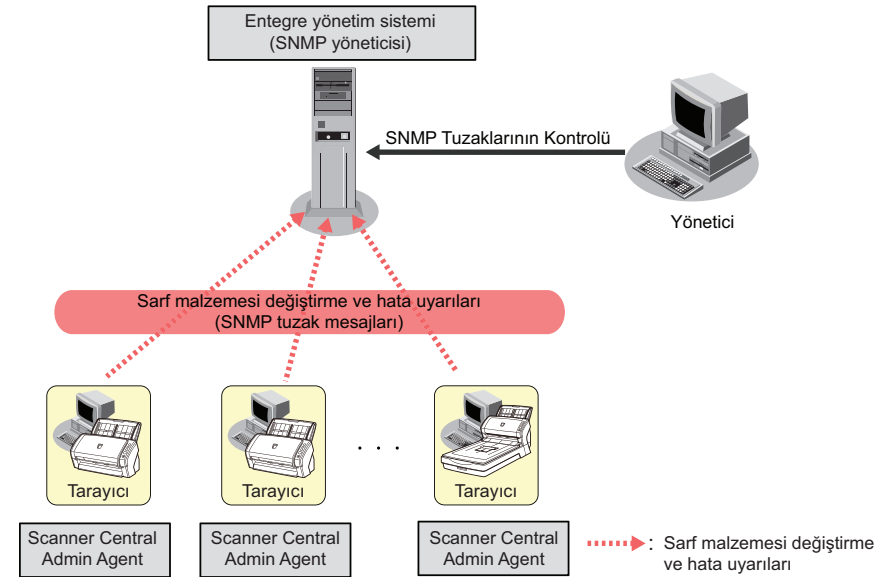 Entegre yönetim sistemi
(SNMP yöneticisi)
SNMP Tuzaklarının Kontrolü
Yönetici
Sarf malzemesi değiştirme ve hata uyarıları
(SNMP tuzak mesajları)
Tarayıcı
Tarayıcı
. . .
Tarayıcı
Scanner Central
Admin Agent
Scanner Central
Admin Agent
Scanner Central
Admin Agent
: Sarf malzemesi değiştirme
ve hata uyarıları